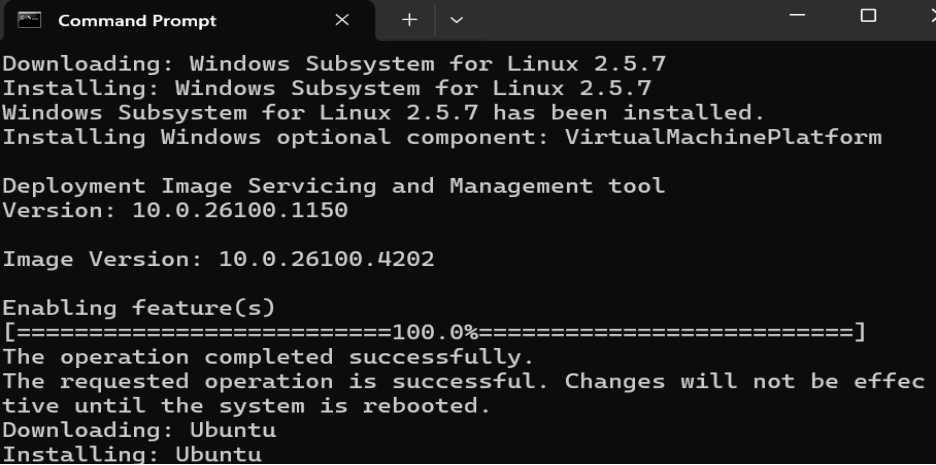 Command Prompt
Downloading: Windows Subsystem for Linux 2.5.7
Installing: Windows Subsystem for Linux 2.5.7
Windows Subsystem for Linux 2.5.7 has been installed.
Installing Windows optional component: VirtualMachinePlatform
Deployment Image Servicing and Management tool
Version: 10.0.26100.1150
Image Version: 10.0.26100.4202
Enabling feature(s)
[==========================100.0%==========================]
The operation completed successfully.
The requested operation is successful. Changes will not be effec
tive until the system is rebooted.
Downloading: Ubuntu
Installing: Ubuntu